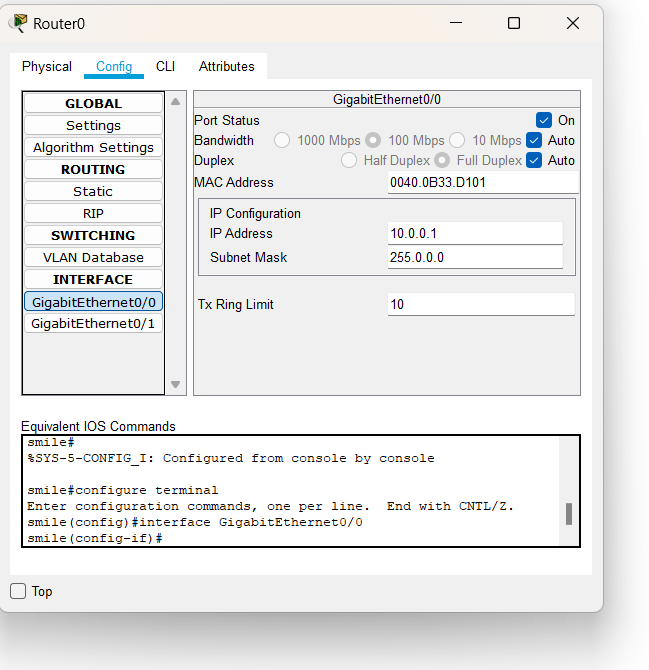 Router0
Physical Config CLI Attributes
GLOBAL
Settings
Algorithm Settings
ROUTING
Static
RIP
SWITCHING
VLAN Database
INTERFACE
GigabitEthernet0/0
GigabitEthernet0/1
GigabitEthernet0/0
Port Status On
Bandwidth 1000 Mbps 100 Mbps 10 Mbps Auto
Duplex Half Duplex Full Duplex Auto
MAC Address 0040.0B33.D101
IP Configuration
IP Address 10.0.0.1
Subnet Mask 255.0.0.0
Tx Ring Limit 10
Equivalent IOS Commands
smile#
%SYS-5-CONFIG_I: Configured from console by console
smile#configure terminal
Enter configuration commands, one per line. End with CNTL/Z.
smile(config)#interface GigabitEthernet0/0
smile(config-if)#
Top